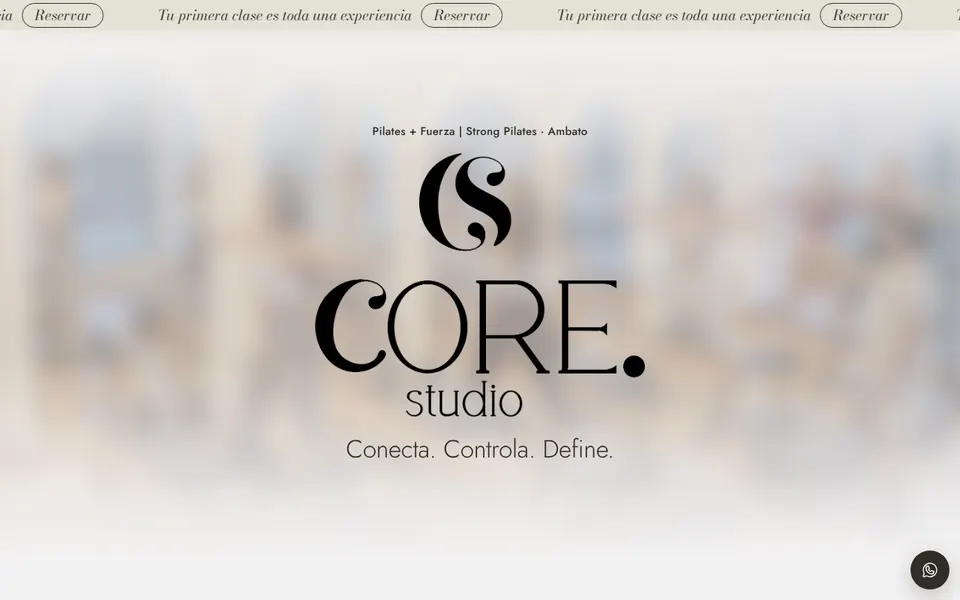 Reservar Tu primera clase es toda una experiencia Reservar Tu primera clase es toda una experiencia Reservar
Pilates + Fuerza | Strong Pilates · Ambato
CS
CORE.
studio
Conecta. Controla. Define.